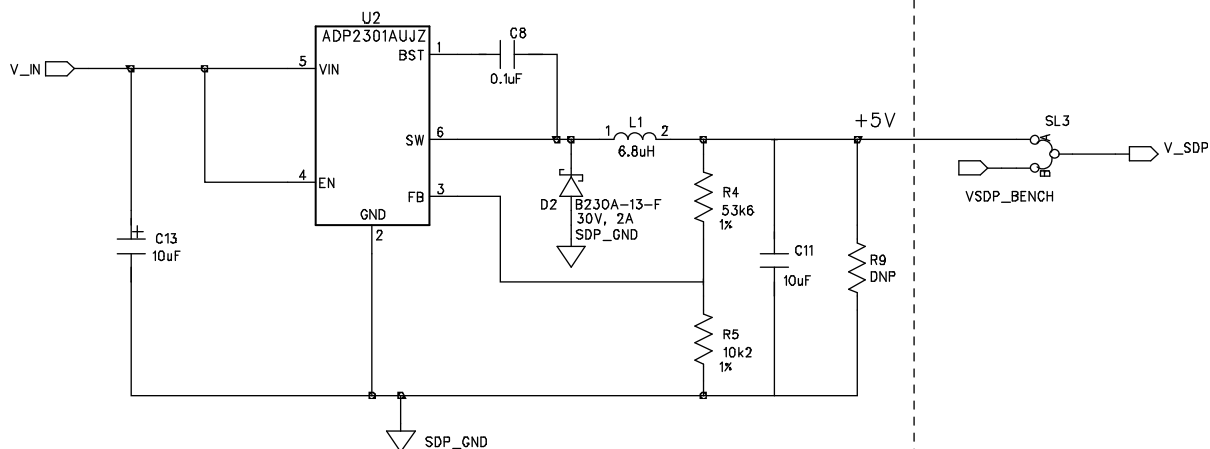 U2
ADP2301AUJZ
V_IN
5
VIN
BST
1
C8
0.1uF
SW
6
1
L1
2
6.8uH
+5V
SL3
A
B
V_SDP
VSDP_BENCH
4
EN
FB
3
GND
2
D2
B230A-13-F
30V, 2A
SDP_GND
R4
53k6
1%
+
C13
10uF
C11
10uF
R9
DNP
R5
10k2
1%
SDP_GND